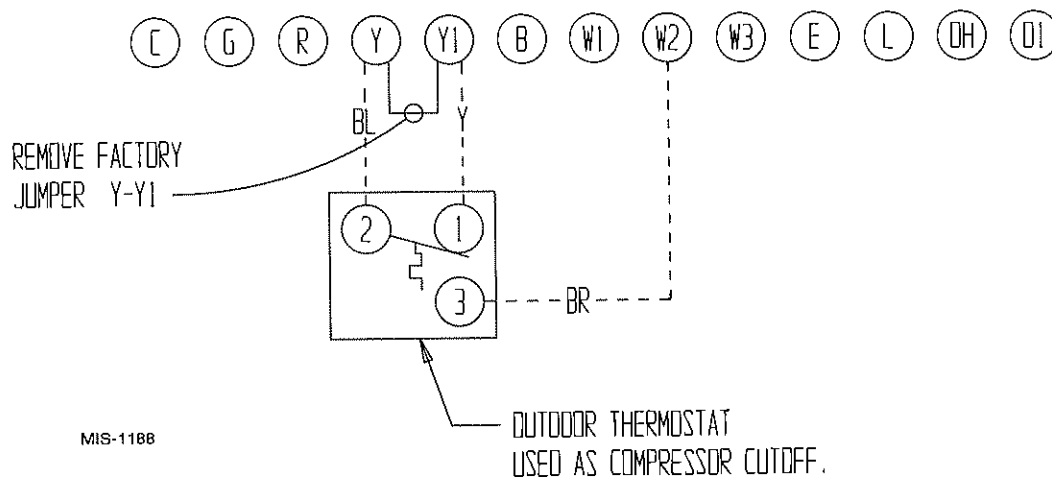 C G R Y Y1 B W1 W2 W3 E L OH O1
BL Y
REMOVE FACTORY
JUMPER Y-Y1
2 1
3 BR
MIS-1188
OUTDOOR THERMOSTAT
USED AS COMPRESSOR CUTOFF.